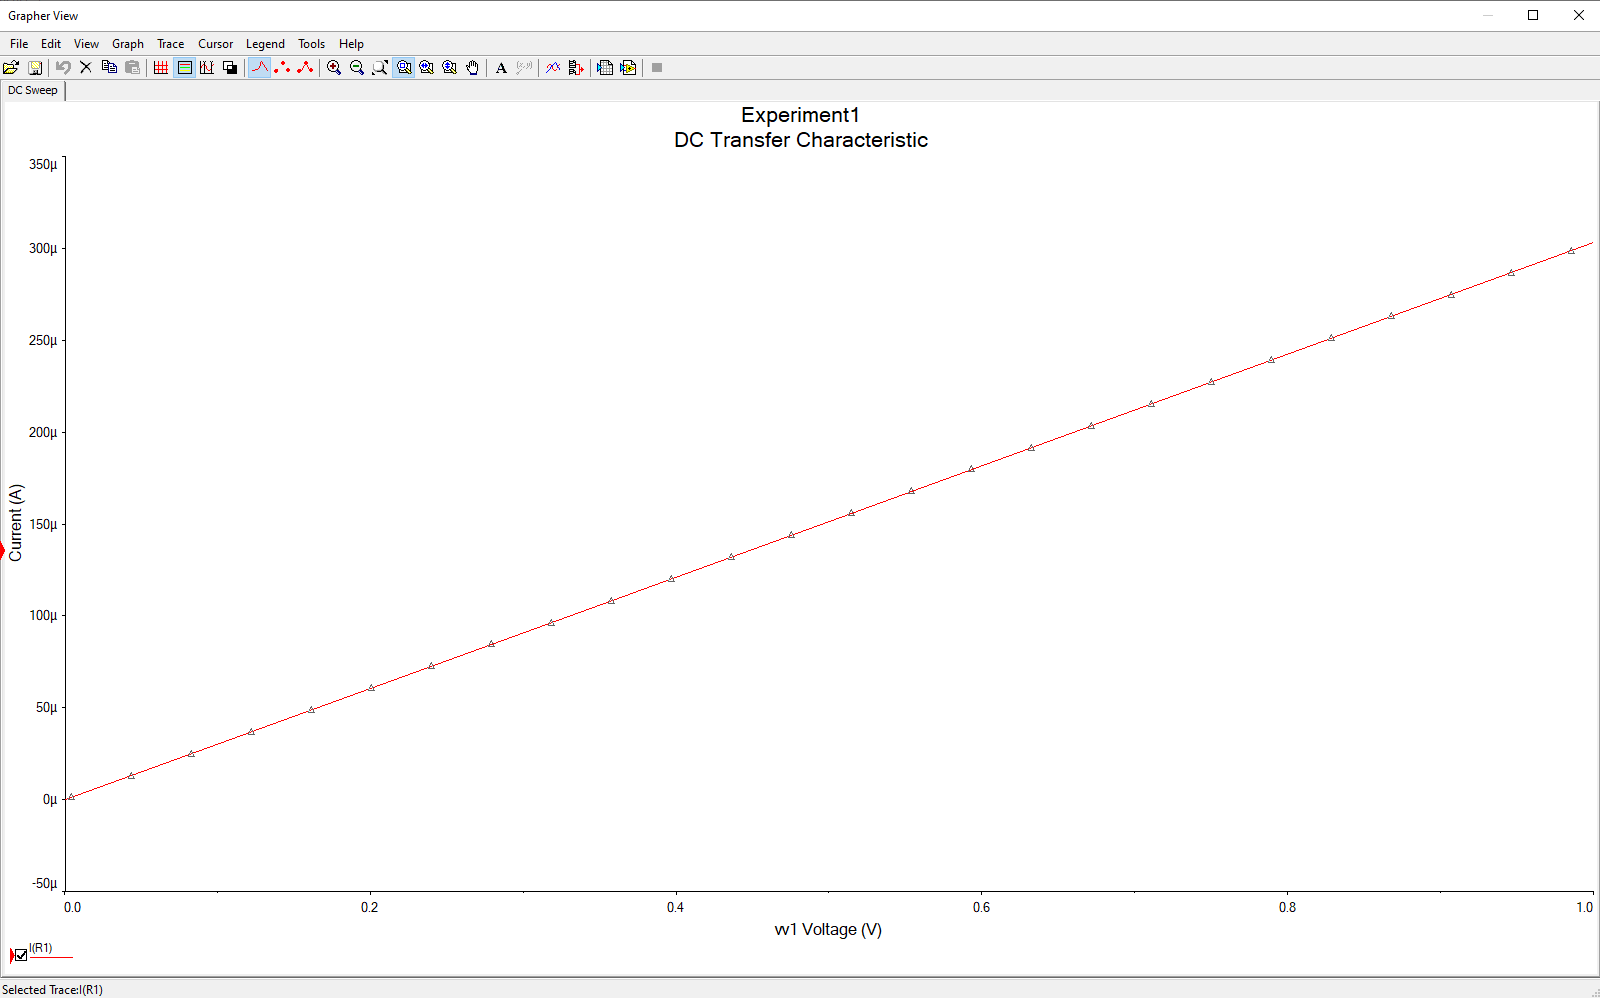 Grapher View
File Edit View Graph Trace Cursor Legend Tools Help
DC Sweep
Experiment1
DC Transfer Characteristic
350µ
300µ
250µ
200µ
150µ
100µ
50µ
0µ
-50µ
Current (A)
0.0 0.2 0.4 0.6 0.8 1.0
vv1 Voltage (V)
I(R1)
Selected Trace:I(R1)